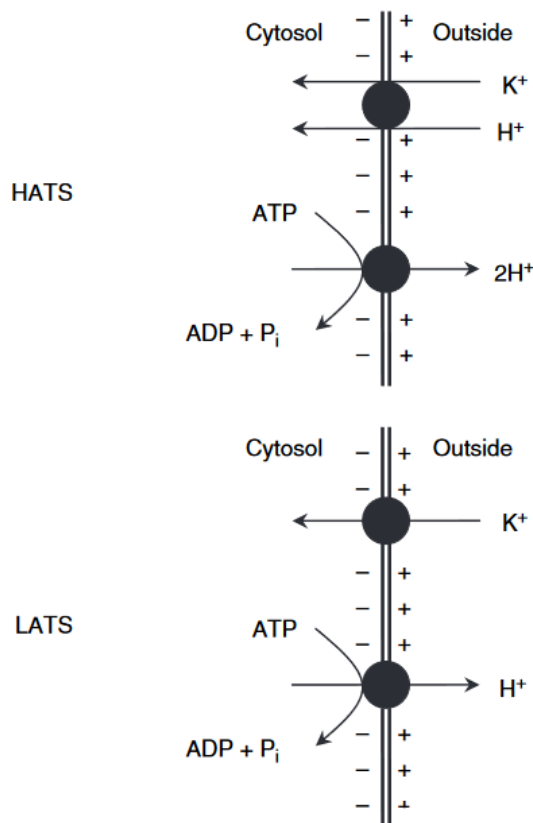 Cytosol − + Outside
− +
K⁺
H⁺
− +
HATS − +
ATP − +
2H⁺
− +
ADP + Pᵢ
− +
Cytosol − + Outside
− +
K⁺
− +
LATS − +
ATP − +
H⁺
− +
ADP + Pᵢ
− +
− +